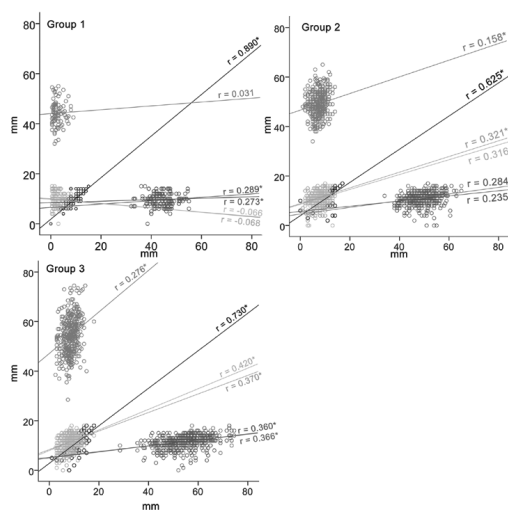 Group 1
80
60
40
20
0
mm
r = 0.890*
r = 0.031
r = 0.289*
r = 0.273*
r = -0.066
r = -0.068
0
20
40
60
80
mm
Group 2
80
60
40
20
0
mm
r = 0.158*
r = 0.625*
r = 0.321*
r = 0.316
r = 0.284
r = 0.235
0
20
40
60
80
mm
Group 3
80
60
40
20
0
mm
r = 0.276*
r = 0.730*
r = 0.420*
r = 0.370*
r = 0.360*
r = 0.366*
0
20
40
60
80
mm